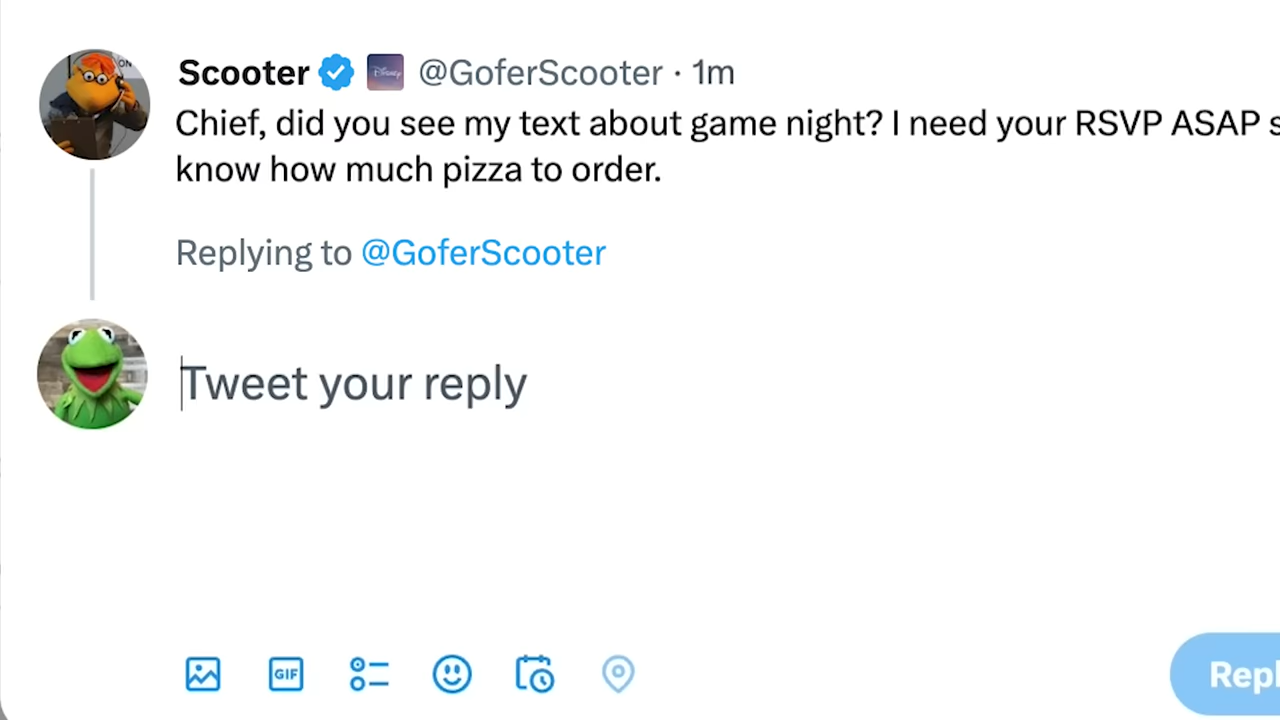 Scooter @GoferScooter · 1m
Chief, did you see my text about game night? I need your RSVP ASAP
know how much pizza to order.
Replying to @GoferScooter
Tweet your reply
GIF